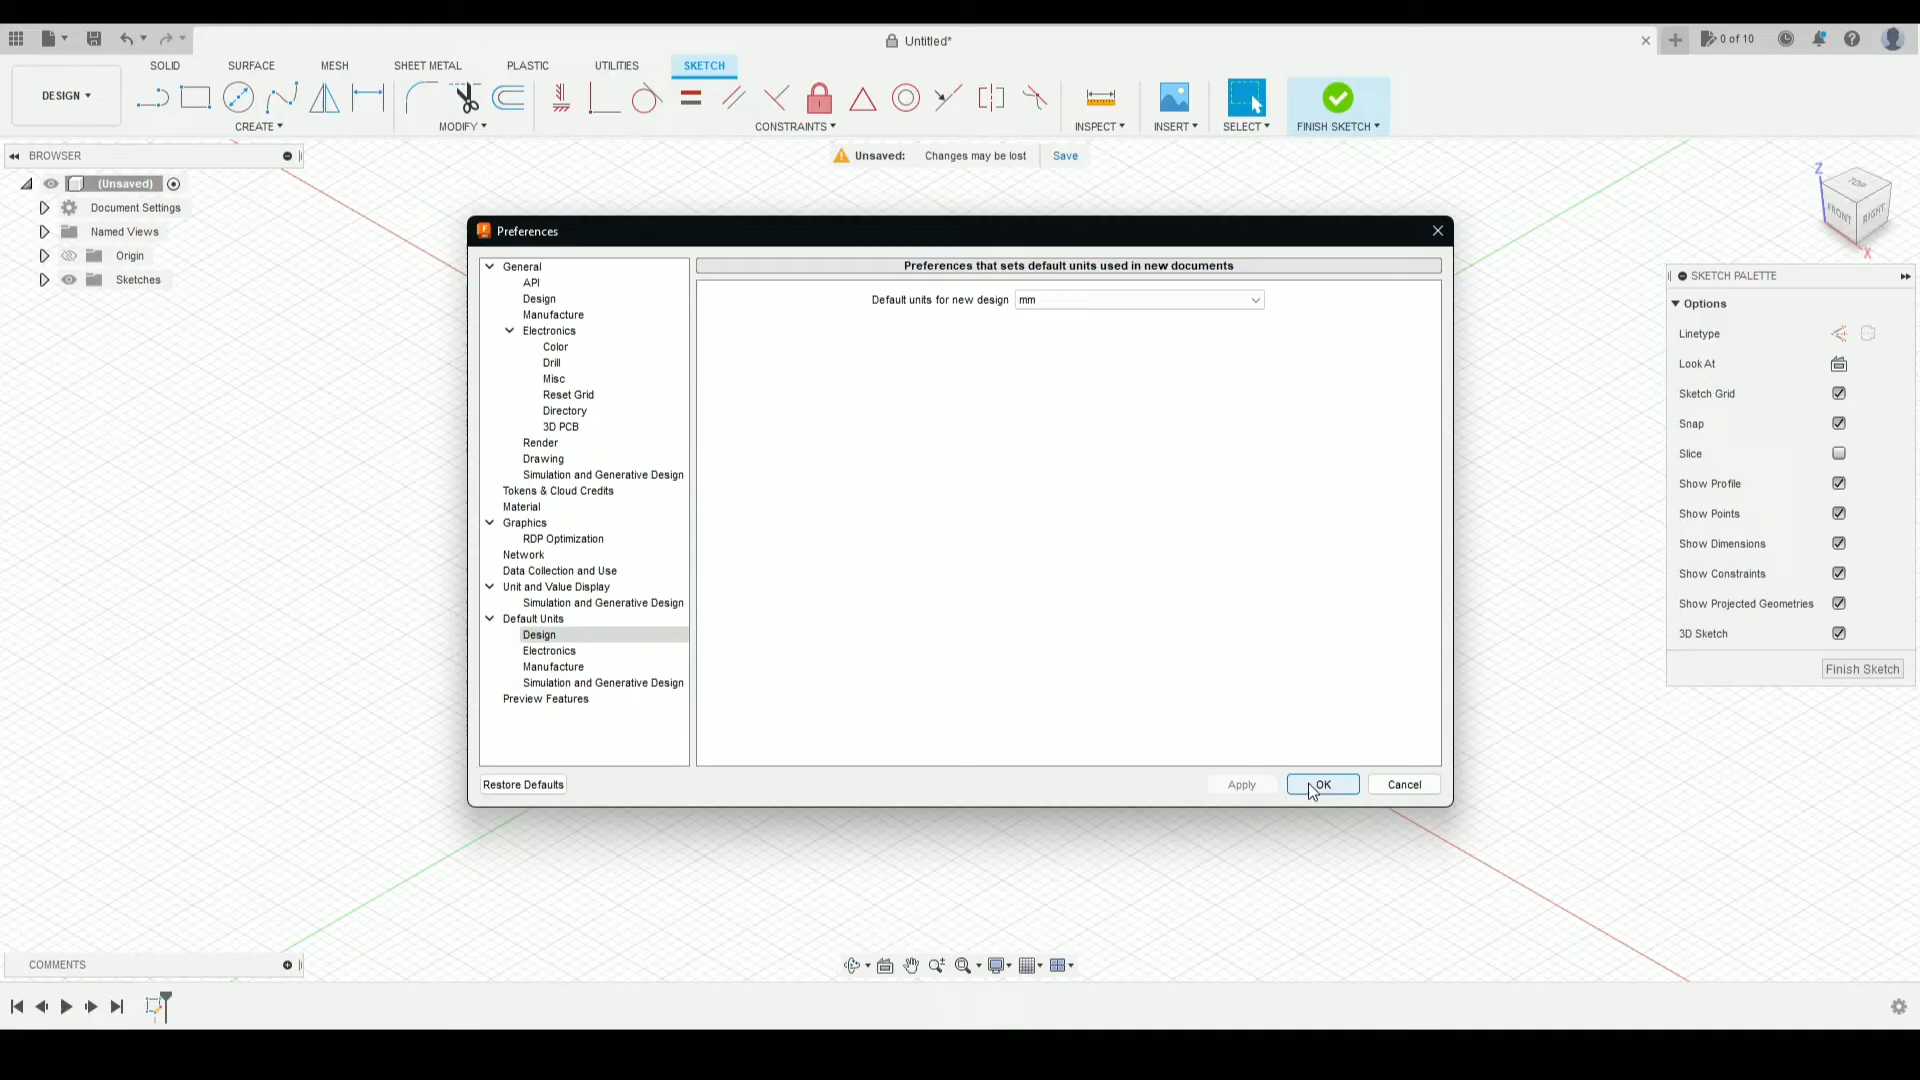 Untitled*
0 of 10
DESIGN
SOLID
SURFACE
MESH
SHEET METAL
PLASTIC
UTILITIES
SKETCH
CREATE
MODIFY
CONSTRAINTS
INSPECT
INSERT
SELECT
FINISH SKETCH
BROWSER
(Unsaved)
Document Settings
Named Views
Origin
Sketches
Unsaved: Changes may be lost Save
Z
TOP
FRONT
RIGHT
X
Preferences
General
API
Design
Manufacture
Electronics
Color
Drill
Misc
Reset Grid
Directory
3D PCB
Render
Drawing
Simulation and Generative Design
Tokens & Cloud Credits
Material
Graphics
RDP Optimization
Network
Data Collection and Use
Unit and Value Display
Simulation and Generative Design
Default Units
Design
Electronics
Manufacture
Simulation and Generative Design
Preview Features
Preferences that sets default units used in new documents
Default units for new design mm
Restore Defaults
Apply
OK
Cancel
SKETCH PALETTE
Options
Linetype
Look At
Sketch Grid
Snap
Slice
Show Profile
Show Points
Show Dimensions
Show Constraints
Show Projected Geometries
3D Sketch
Finish Sketch
COMMENTS